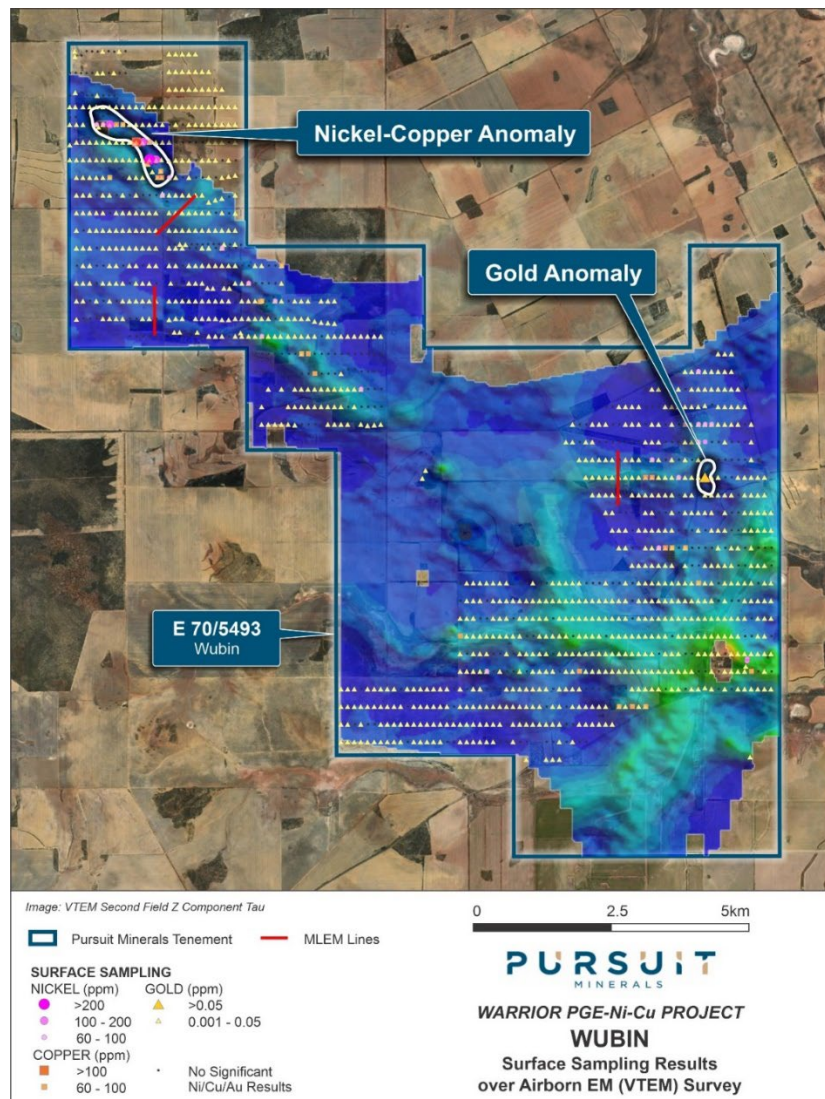 Nickel-Copper Anomaly
Gold Anomaly
E 70/5493
Wubin
Image: VTEM Second Field Z Component Tau
Pursuit Minerals Tenement
MLEM Lines
SURFACE SAMPLING
NICKEL (ppm)
>200
100 - 200
60 - 100
COPPER (ppm)
>100
60 - 100
GOLD (ppm)
>0.05
0.001 - 0.05
No Significant
Ni/Cu/Au Results
0 2.5 5km
PURSUIT
MINERALS
WARRIOR PGE-Ni-Cu PROJECT
WUBIN
Surface Sampling Results
over Airborn EM (VTEM) Survey